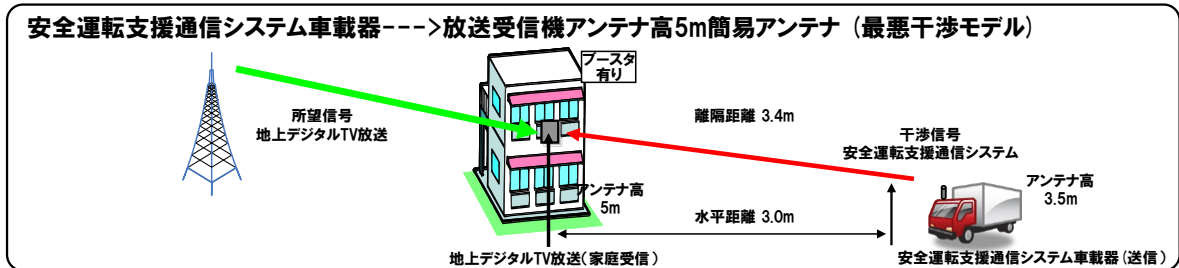 安全運転支援通信システム車載器--->放送受信機アンテナ高5m簡易アンテナ (最悪干渉モデル)
ブースタ
有り
所望信号
地上デジタルTV放送
離隔距離 3.4m
干渉信号
安全運転支援通信システム
アンテナ高
5m
アンテナ高
3.5m
水平距離 3.0m
地上デジタルTV放送(家庭受信)
安全運転支援通信システム車載器(送信)